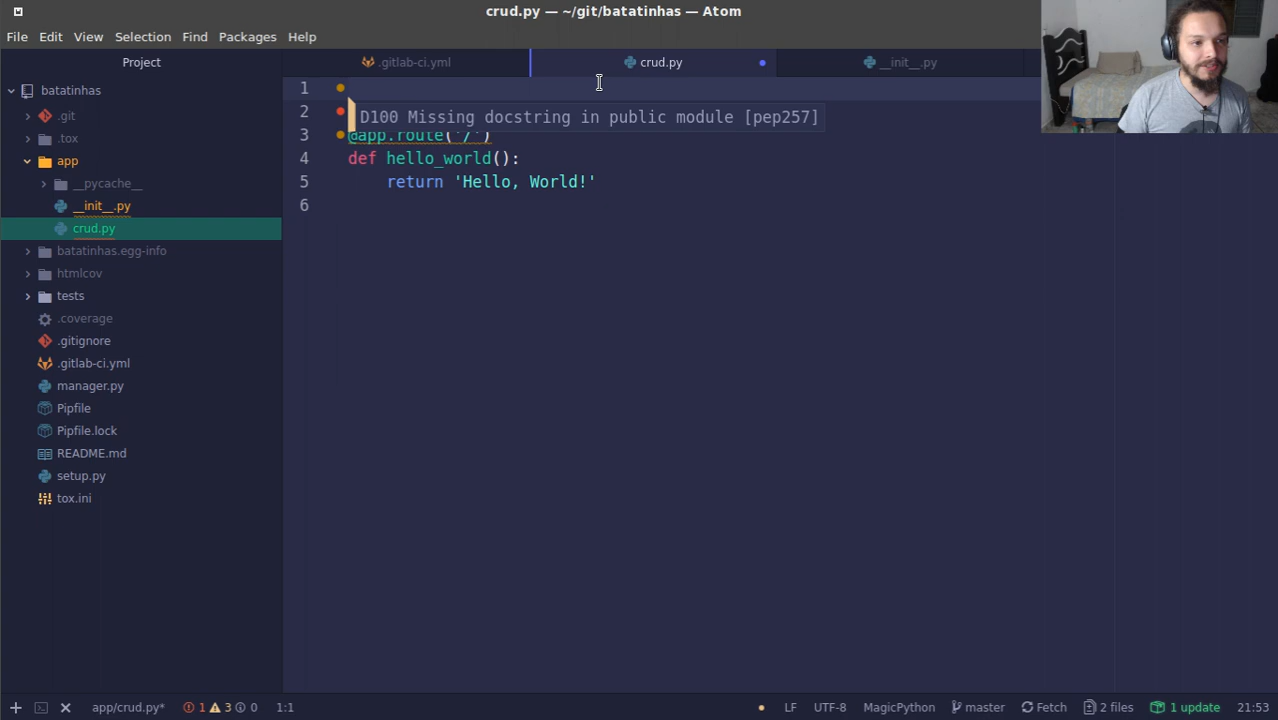 crud.py — ~/git/batatinhas — Atom
File Edit View Selection Find Packages Help
Project
.gitlab-ci.yml
crud.py
__init__.py
batatinhas
.git
.tox
app
__pycache__
__init__.py
crud.py
batatinhas.egg-info
htmlcov
tests
.coverage
.gitignore
.gitlab-ci.yml
manager.py
Pipfile
Pipfile.lock
README.md
setup.py
tox.ini
1
2
D100 Missing docstring in public module [pep257]
3 @app.route('/')
4 def hello_world():
5 return 'Hello, World!'
6
app/crud.py* 1 3 0 1:1 LF UTF-8 MagicPython master Fetch 2 files 1 update 21:53